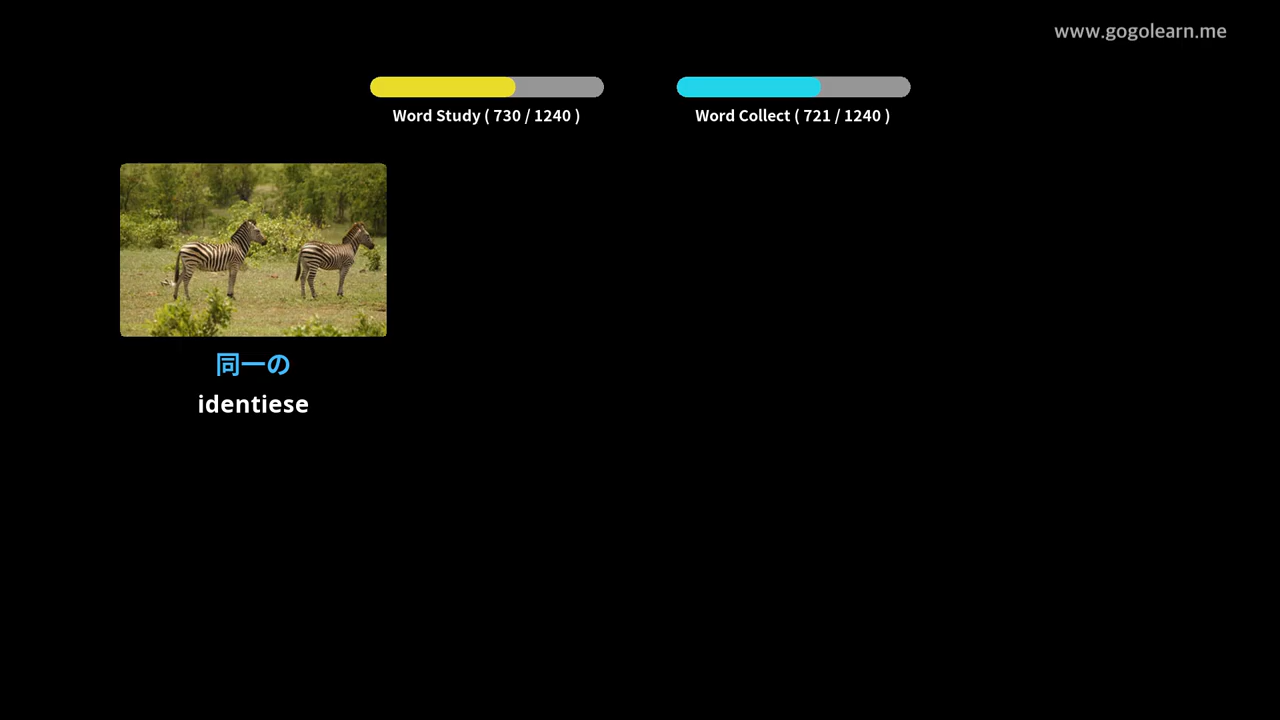 www.gogolearn.me
Word Study ( 730 / 1240 )
Word Collect ( 721 / 1240 )
同一の
identiese